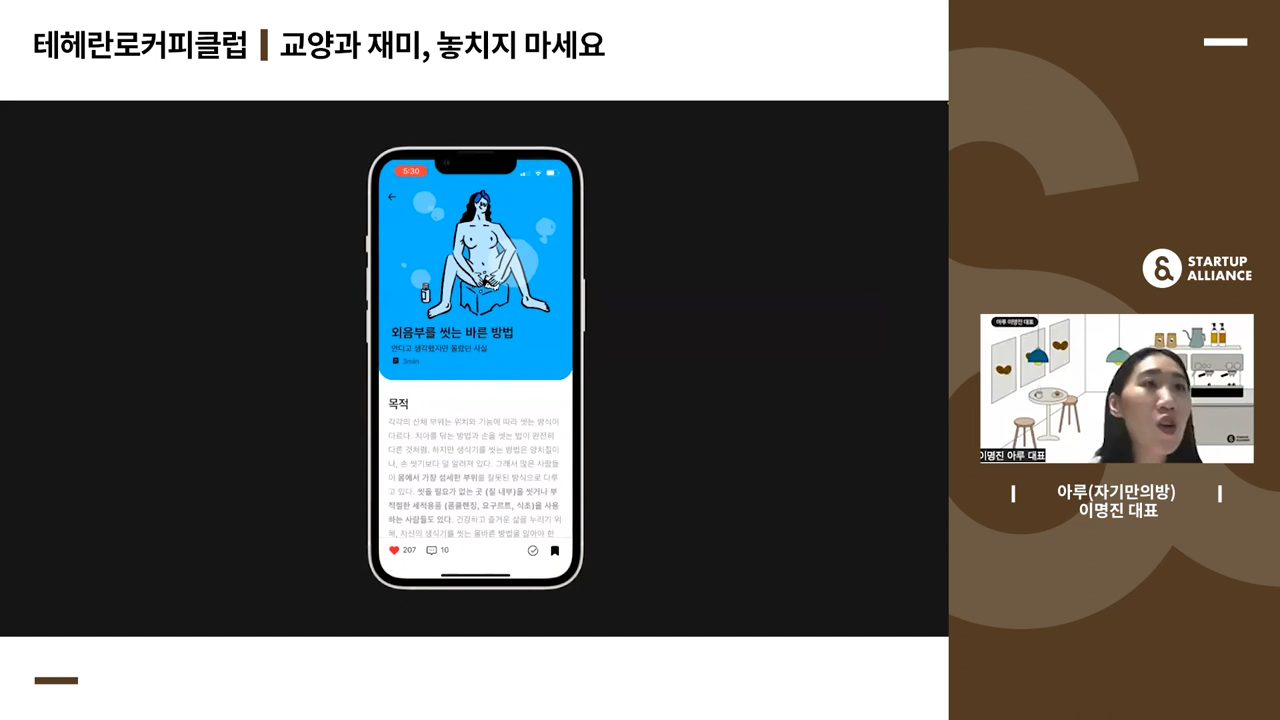 테헤란로커피클럽 | 교양과 재미, 놓치지 마세요
5:30
외음부를 씻는 바른 방법
안다고 생각했지만 몰랐던 사실
3min
목적
각각의 신체 부위는 위치와 기능에 따라 씻는 방식이
다르다. 치아를 닦는 방법과 손을 씻는 법이 완전히
다른 것처럼. 하지만 생식기를 씻는 방법은 양치질이
나, 손 씻기보다 덜 알려져 있다. 그래서 많은 사람들
이 몸에서 가장 섬세한 부위를 잘못된 방식으로 다루
고 있다. 씻을 필요가 없는 곳 (질 내부)을 씻거나 부
적절한 세척용품 (폼클렌징, 요구르트, 식초)을 사용
하는 사람들도 있다. 건강하고 즐거운 삶을 누리기 위
해, 자신의 생식기를 씻는 올바른 방법을 알아야 한
207 10
STARTUP
ALLIANCE
아루 이명진 대표
이명진 아루 대표
아루(자기만의방)
이명진 대표